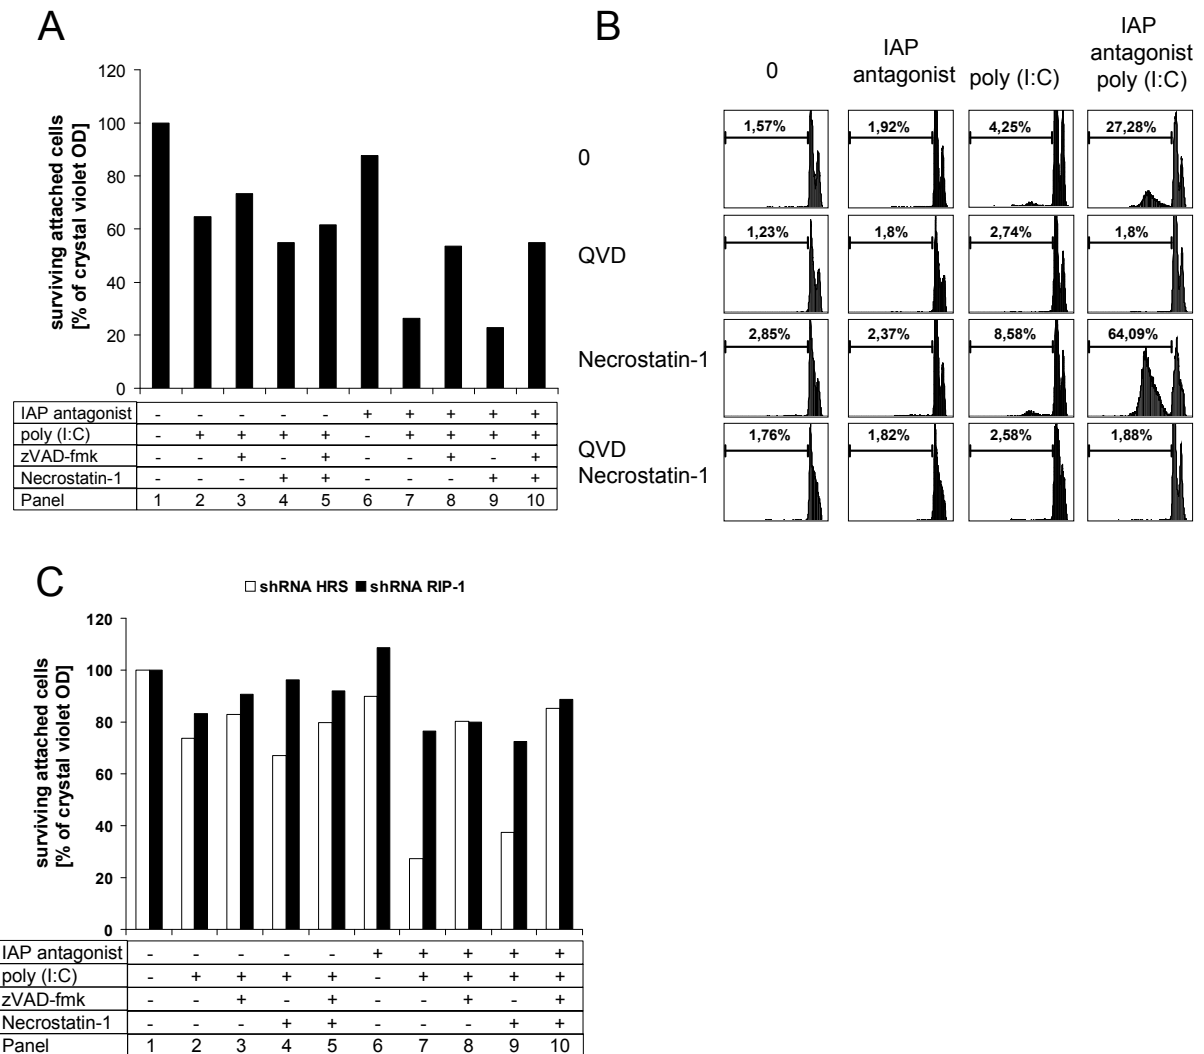 A
120
100
80
60
40
20
0
surviving attached cells
[% of crystal violet OD]
IAP antagonist - - - - - + + + + +
poly (I:C) - + + + + - + + + +
zVAD-fmk - - + - + - - + - +
Necrostatin-1 - - - + + - - - + +
Panel 1 2 3 4 5 6 7 8 9 10
B
0
IAP
antagonist
poly (I:C)
IAP
antagonist
poly (I:C)
0
1,57% 1,92% 4,25% 27,28%
QVD
1,23% 1,8% 2,74% 1,8%
Necrostatin-1
2,85% 2,37% 8,58% 64,09%
QVD
Necrostatin-1
1,76% 1,82% 2,58% 1,88%
C
shRNA HRS shRNA RIP-1
120
100
80
60
40
20
0
surviving attached cells
[% of crystal violet OD]
IAP antagonist - - - - - + + + + +
poly (I:C) - + + + + - + + + +
zVAD-fmk - - + - + - - + - +
Necrostatin-1 - - - + + - - - + +
Panel 1 2 3 4 5 6 7 8 9 10